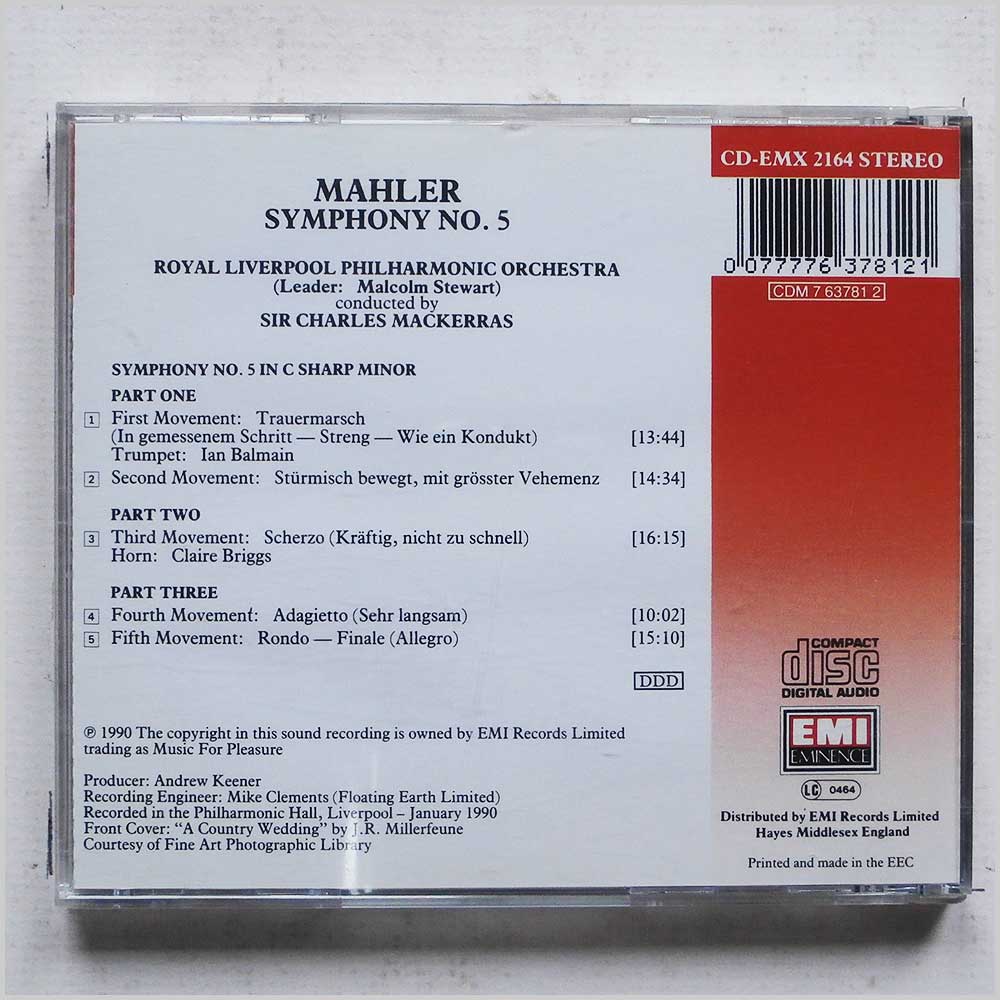 MAHLER
SYMPHONY NO. 5
ROYAL LIVERPOOL PHILHARMONIC ORCHESTRA
(Leader: Malcolm Stewart)
conducted by
SIR CHARLES MACKERRAS
SYMPHONY NO. 5 IN C SHARP MINOR
PART ONE
1 First Movement: Trauermarsch
(In gemessenem Schritt — Streng — Wie ein Kondukt) [13:44]
Trumpet: Ian Balmain
2 Second Movement: Stürmisch bewegt, mit grösster Vehemenz [14:34]
PART TWO
3 Third Movement: Scherzo (Kräftig, nicht zu schnell) [16:15]
Horn: Claire Briggs
PART THREE
4 Fourth Movement: Adagietto (Sehr langsam) [10:02]
5 Fifth Movement: Rondo — Finale (Allegro) [15:10]
DDD
℗ 1990 The copyright in this sound recording is owned by EMI Records Limited
trading as Music For Pleasure
Producer: Andrew Keener
Recording Engineer: Mike Clements (Floating Earth Limited)
Recorded in the Philharmonic Hall, Liverpool – January 1990
Front Cover: “A Country Wedding” by J.R. Millerfeune
Courtesy of Fine Art Photographic Library
CD-EMX 2164 STEREO
0 077776 378121
CDM 7 63781 2
COMPACT
disc
DIGITAL AUDIO
EMI
EMINENCE
LC 0464
Distributed by EMI Records Limited
Hayes Middlesex England
Printed and made in the EEC